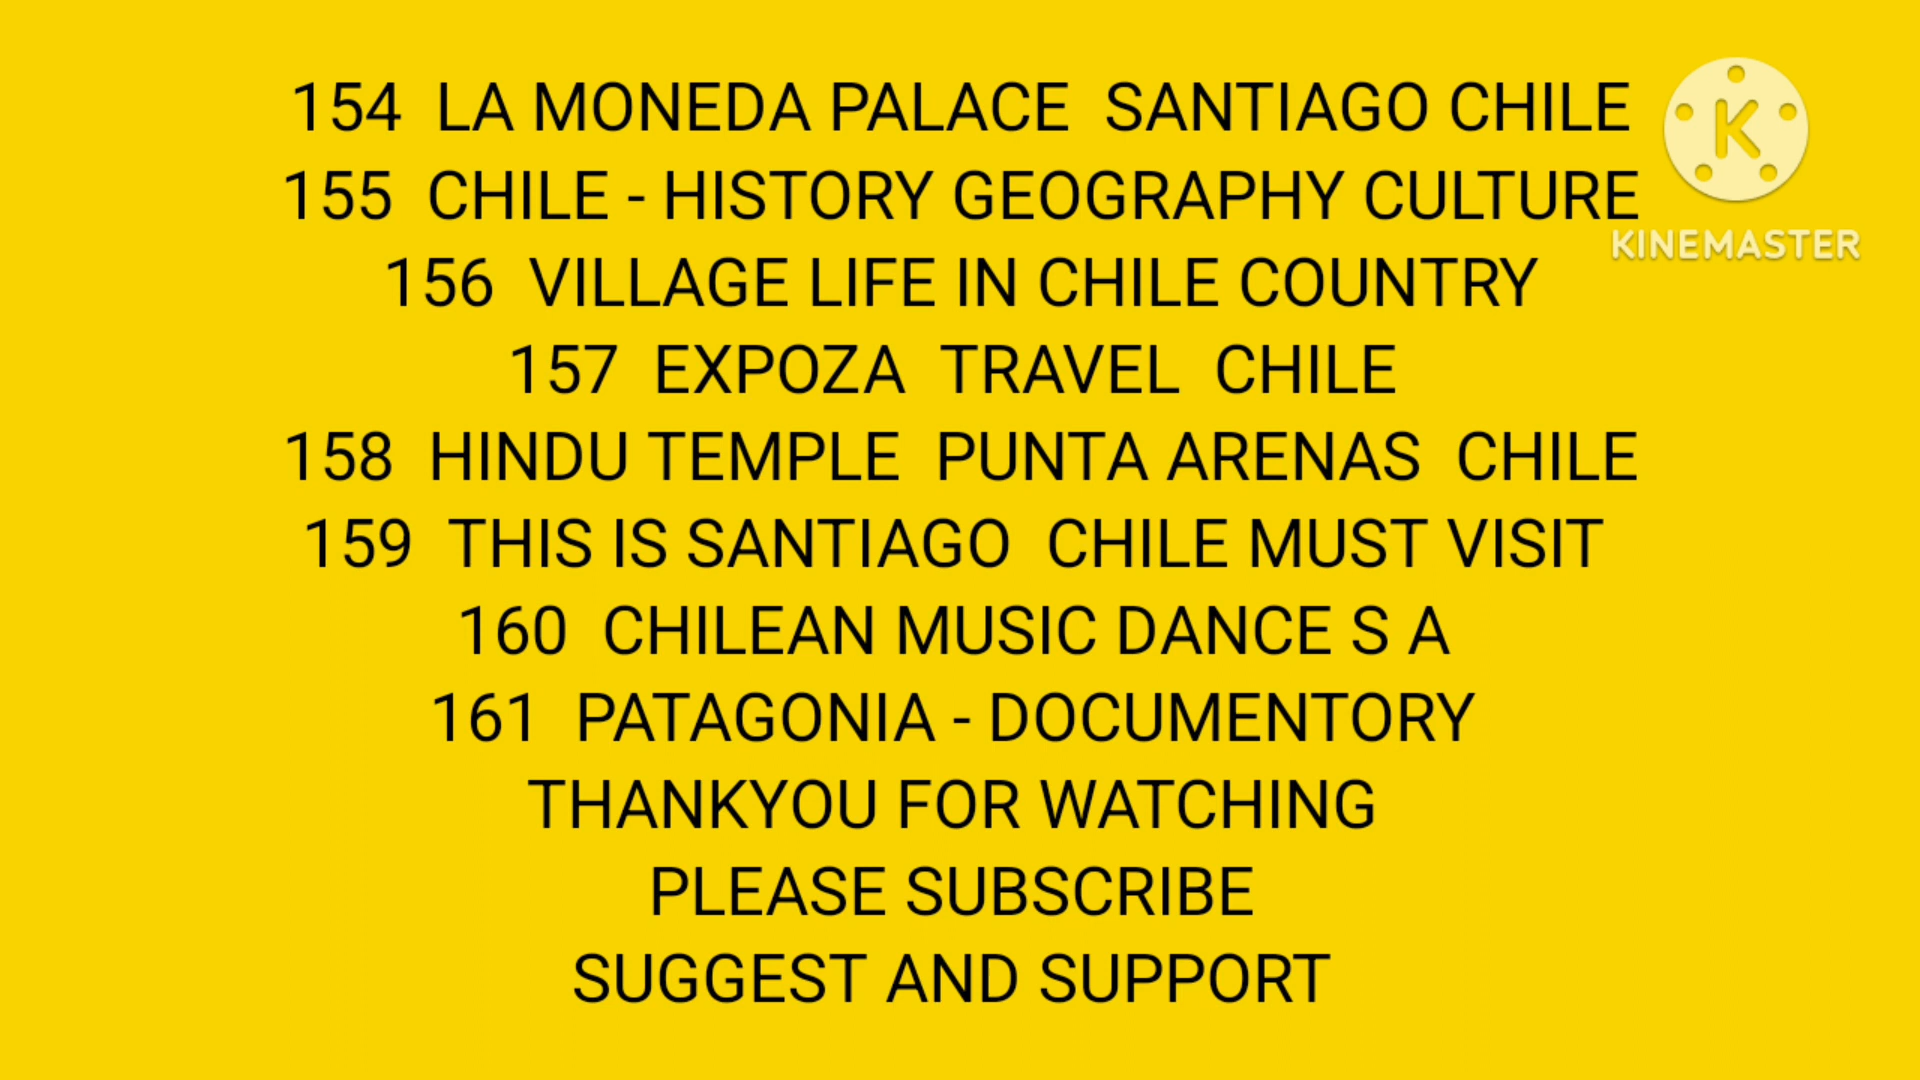 154 LA MONEDA PALACE SANTIAGO CHILE
155 CHILE - HISTORY GEOGRAPHY CULTURE
156 VILLAGE LIFE IN CHILE COUNTRY
157 EXPOZA TRAVEL CHILE
158 HINDU TEMPLE PUNTA ARENAS CHILE
159 THIS IS SANTIAGO CHILE MUST VISIT
160 CHILEAN MUSIC DANCE S A
161 PATAGONIA - DOCUMENTORY
THANKYOU FOR WATCHING
PLEASE SUBSCRIBE
SUGGEST AND SUPPORT
K
KINEMASTER